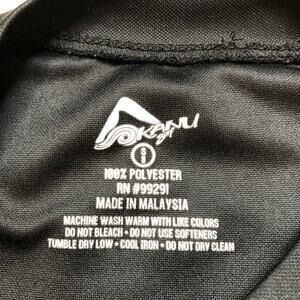 KANU
S
100% POLYESTER
RN #99291
MADE IN MALAYSIA
MACHINE WASH WARM WITH LIKE COLORS
DO NOT BLEACH • DO NOT USE SOFTENERS
TUMBLE DRY LOW • COOL IRON • DO NOT DRY CLEAN